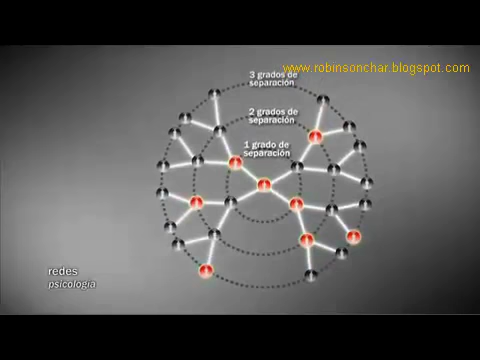 www.robinsonchar.blogspot.com
3 grados de
separación
2 grados de
separación
1 grado de
separación
redes
psicología